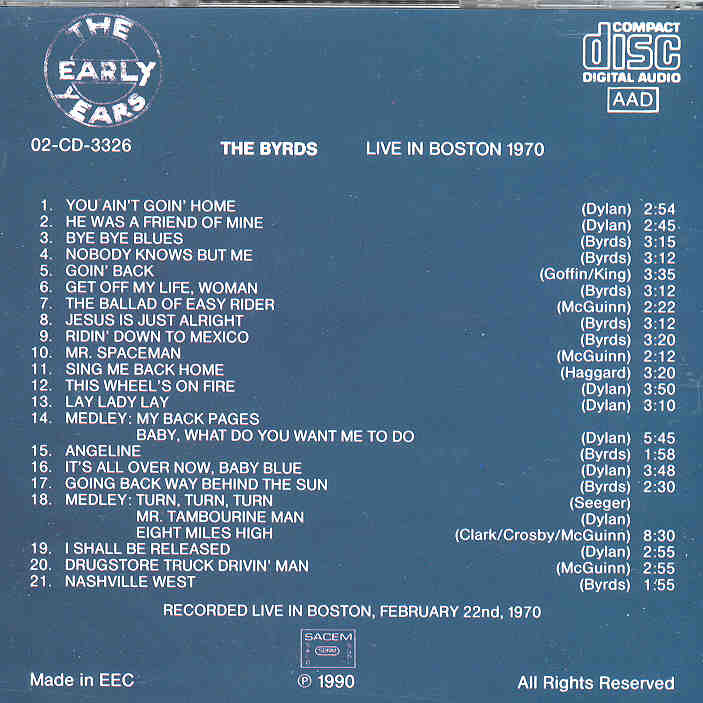 THE
EARLY
YEARS
COMPACT
disc
DIGITAL AUDIO
AAD
02-CD-3326 THE BYRDS LIVE IN BOSTON 1970
1. YOU AIN'T GOIN' HOME (Dylan) 2:54
2. HE WAS A FRIEND OF MINE (Dylan) 2:45
3. BYE BYE BLUES (Byrds) 3:15
4. NOBODY KNOWS BUT ME (Byrds) 3:12
5. GOIN' BACK (Goffin/King) 3:35
6. GET OFF MY LIFE, WOMAN (Byrds) 3:12
7. THE BALLAD OF EASY RIDER (McGuinn) 2:22
8. JESUS IS JUST ALRIGHT (Byrds) 3:12
9. RIDIN' DOWN TO MEXICO (Byrds) 3:20
10. MR. SPACEMAN (McGuinn) 2:12
11. SING ME BACK HOME (Haggard) 3:20
12. THIS WHEEL'S ON FIRE (Dylan) 3:50
13. LAY LADY LAY (Dylan) 3:10
14. MEDLEY: MY BACK PAGES
BABY, WHAT DO YOU WANT ME TO DO (Dylan) 5:45
15. ANGELINE (Byrds) 1:58
16. IT'S ALL OVER NOW, BABY BLUE (Dylan) 3:48
17. GOING BACK WAY BEHIND THE SUN (Byrds) 2:30
18. MEDLEY: TURN, TURN, TURN (Seeger)
MR. TAMBOURINE MAN (Dylan)
EIGHT MILES HIGH (Clark/Crosby/McGuinn) 8:30
19. I SHALL BE RELEASED (Dylan) 2:55
20. DRUGSTORE TRUCK DRIVIN' MAN (McGuinn) 2:55
21. NASHVILLE WEST (Byrds) 1:55
RECORDED LIVE IN BOSTON, FEBRUARY 22nd, 1970
SACEM
Made in EEC ℗ 1990 All Rights Reserved